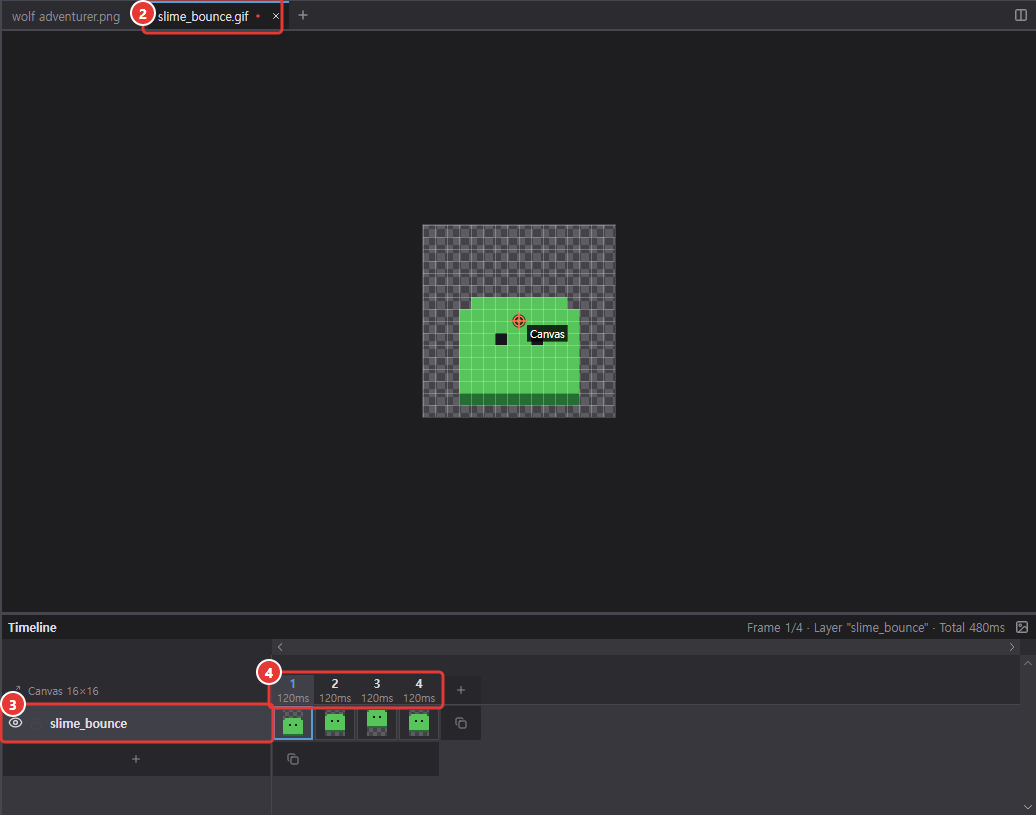 wolf adventurer.png
2
slime_bounce.gif
Canvas
Timeline
Frame 1/4 · Layer "slime_bounce" · Total 480ms
4
1 2 3 4
Canvas 16×16
120ms 120ms 120ms 120ms
3
slime_bounce